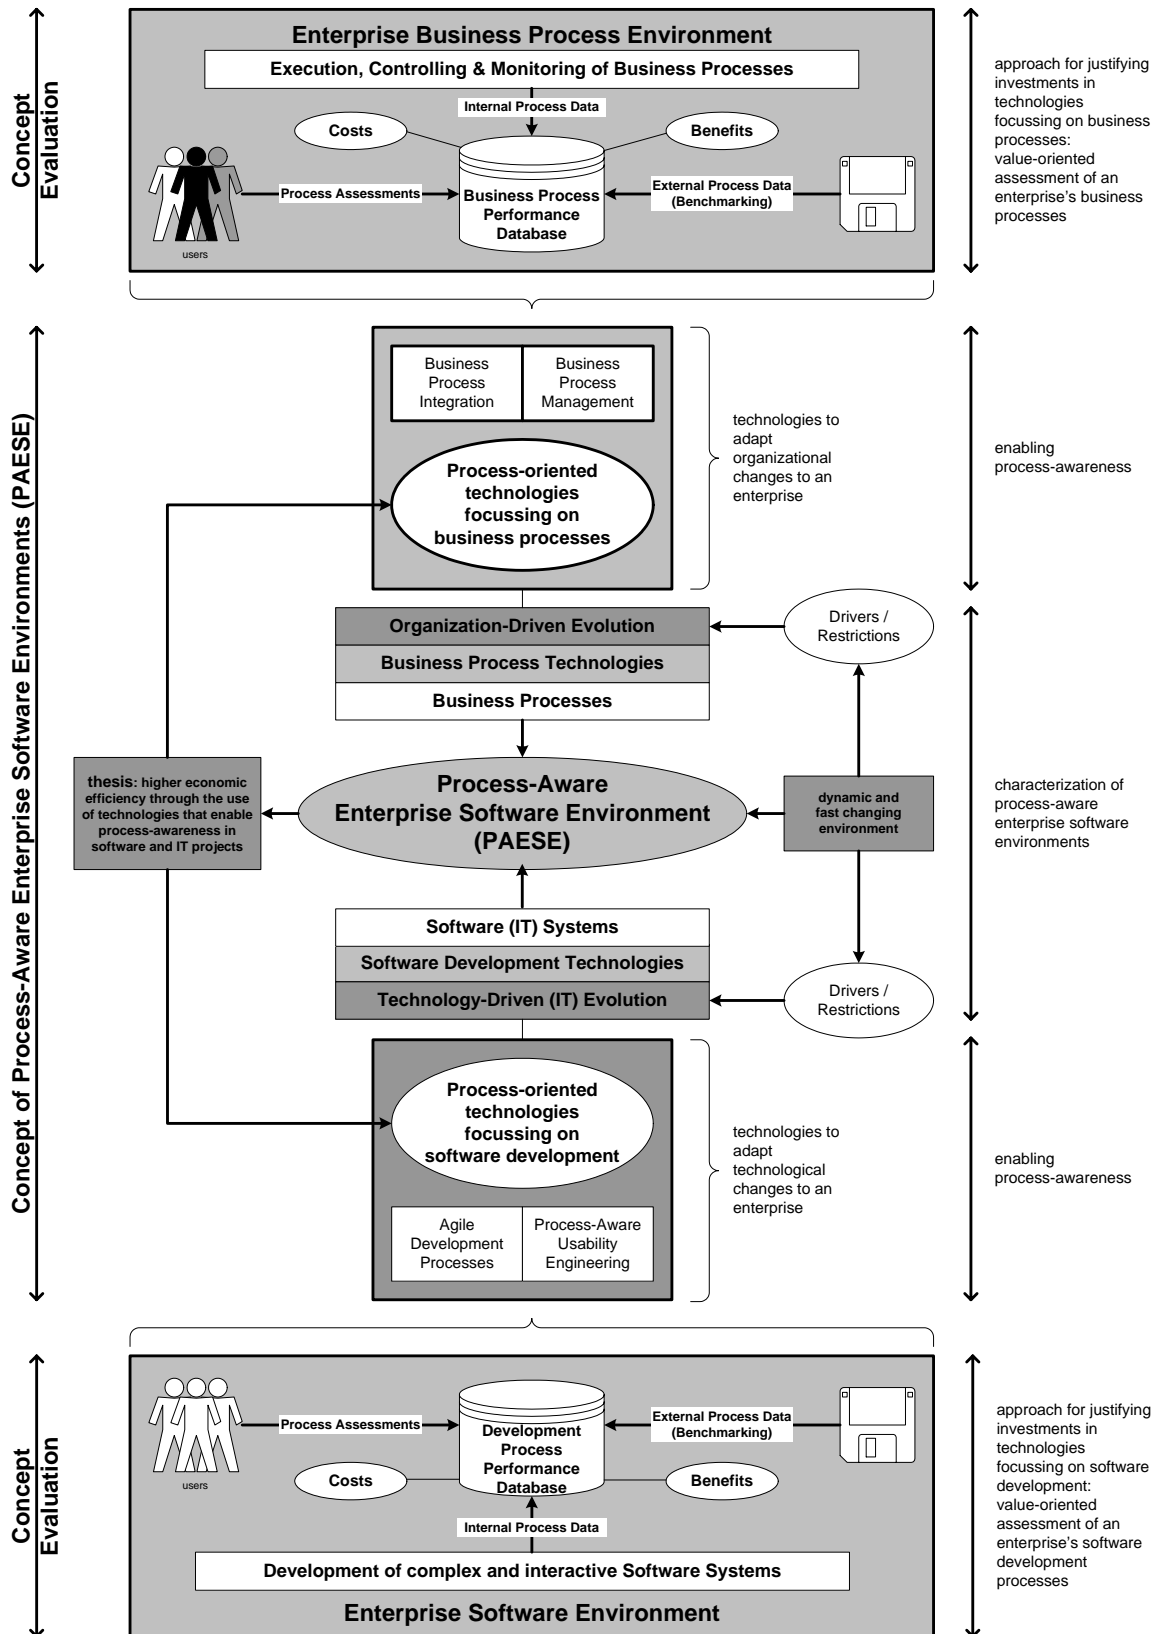 Concept
Evaluation
Enterprise Business Process Environment
Execution, Controlling & Monitoring of Business Processes
Internal Process Data
Costs
Benefits
Process Assessments
Business Process
Performance
Database
External Process Data
(Benchmarking)
users
approach for justifying
investments in
technologies
focussing on business
processes:
value-oriented
assessment of an
enterprise's business
processes
Concept of Process-Aware Enterprise Software Environments (PAESE)
Business
Process
Integration
Business
Process
Management
Process-oriented
technologies
focussing on
business processes
technologies to
adapt
organizational
changes to an
enterprise
enabling
process-awareness
Organization-Driven Evolution
Business Process Technologies
Business Processes
Drivers /
Restrictions
thesis: higher economic
efficiency through the use
of technologies that enable
process-awareness in
software and IT projects
Process-Aware
Enterprise Software Environment
(PAESE)
dynamic and
fast changing
environment
characterization of
process-aware
enterprise software
environments
Software (IT) Systems
Software Development Technologies
Technology-Driven (IT) Evolution
Drivers /
Restrictions
Process-oriented
technologies
focussing on
software development
Agile
Development
Processes
Process-Aware
Usability
Engineering
technologies to
adapt
technological
changes to an
enterprise
enabling
process-awareness
Concept
Evaluation
users
Process Assessments
Development
Process
Performance
Database
External Process Data
(Benchmarking)
Costs
Benefits
Internal Process Data
Development of complex and interactive Software Systems
Enterprise Software Environment
approach for justifying
investments in
technologies
focussing on software
development:
value-oriented
assessment of an
enterprise's software
development
processes